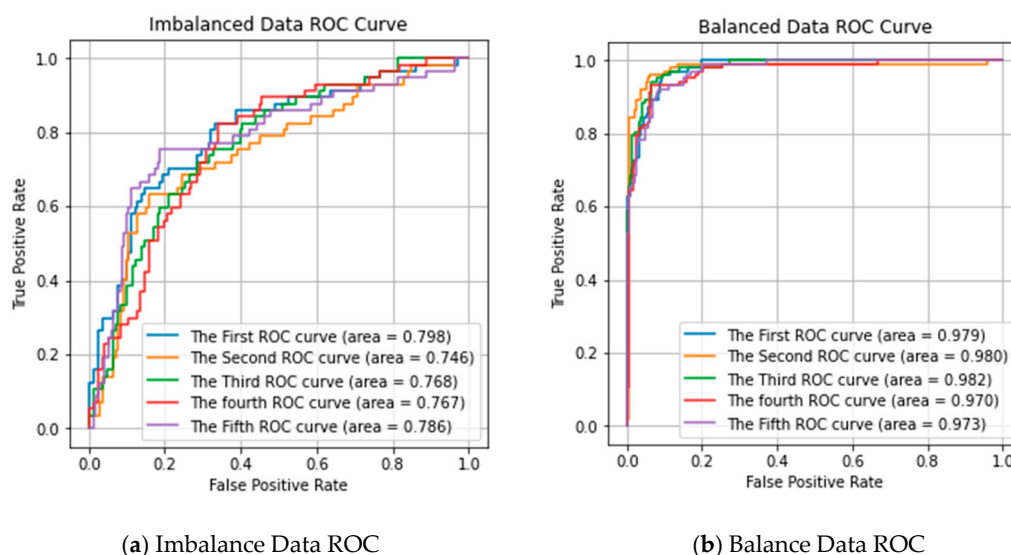 Imbalanced Data ROC Curve
True Positive Rate
1.0
0.8
0.6
0.4
0.2
0.0
The First ROC curve (area = 0.798)
The Second ROC curve (area = 0.746)
The Third ROC curve (area = 0.768)
The fourth ROC curve (area = 0.767)
The Fifth ROC curve (area = 0.786)
0.0 0.2 0.4 0.6 0.8 1.0
False Positive Rate
(a) Imbalance Data ROC
Balanced Data ROC Curve
True Positive Rate
1.0
0.8
0.6
0.4
0.2
0.0
The First ROC curve (area = 0.979)
The Second ROC curve (area = 0.980)
The Third ROC curve (area = 0.982)
The fourth ROC curve (area = 0.970)
The Fifth ROC curve (area = 0.973)
0.0 0.2 0.4 0.6 0.8 1.0
False Positive Rate
(b) Balance Data ROC